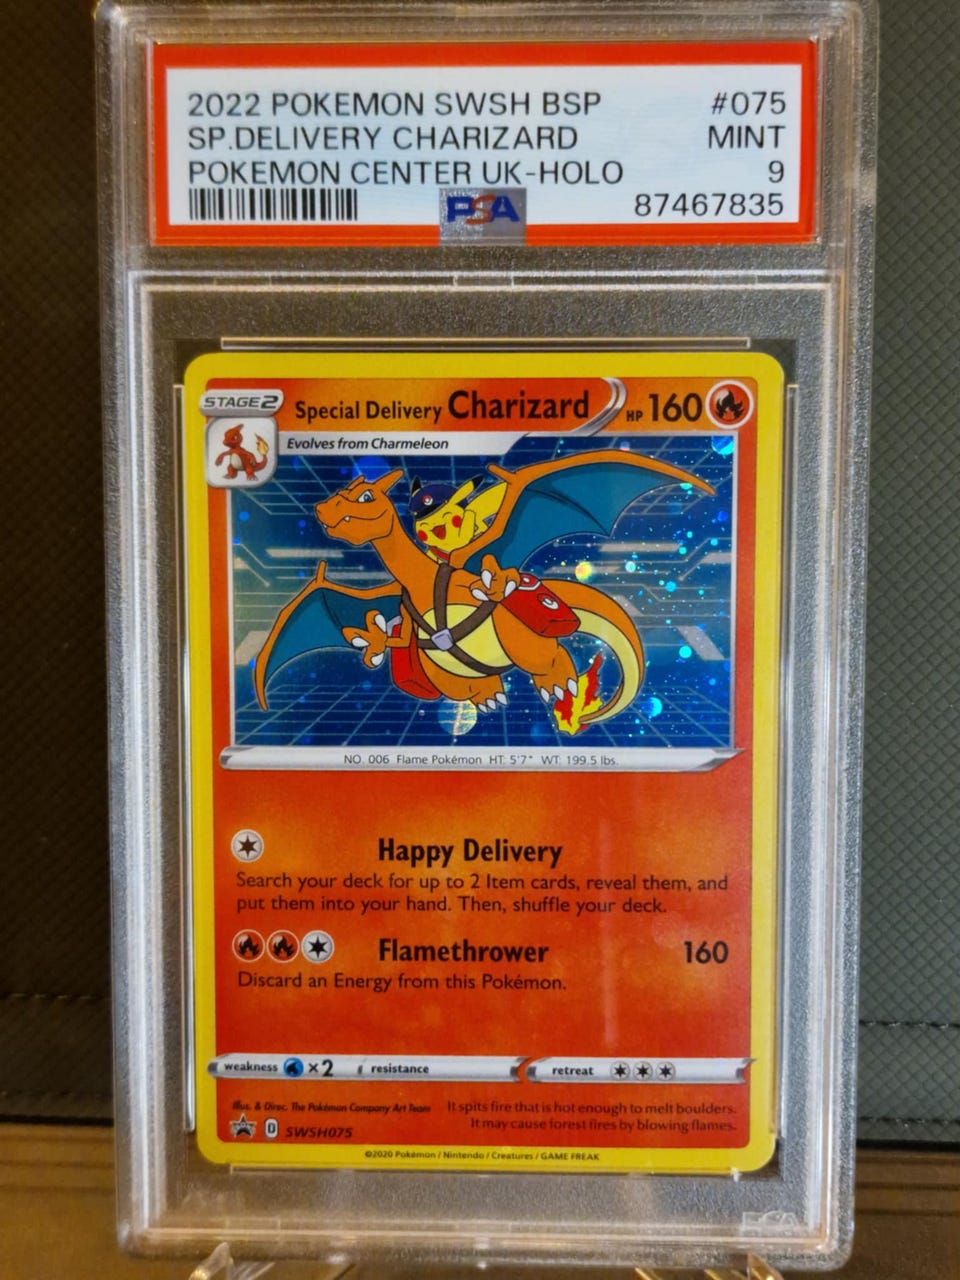 2022 POKEMON SWSH BSP #075
SP.DELIVERY CHARIZARD MINT
POKEMON CENTER UK-HOLO 9
PSA 87467835
STAGE2 Special Delivery Charizard HP 160
Evolves from Charmeleon
NO. 006 Flame Pokémon HT: 5'7" WT: 199.5 lbs.
Happy Delivery
Search your deck for up to 2 Item cards, reveal them, and
put them into your hand. Then, shuffle your deck.
Flamethrower 160
Discard an Energy from this Pokémon.
weakness ×2 resistance retreat
Illus. & Direc. The Pokémon Company Art Team
It spits fire that is hot enough to melt boulders.
It may cause forest fires by blowing flames.
D SWSH075
©2020 Pokémon / Nintendo / Creatures / GAME FREAK
PSA